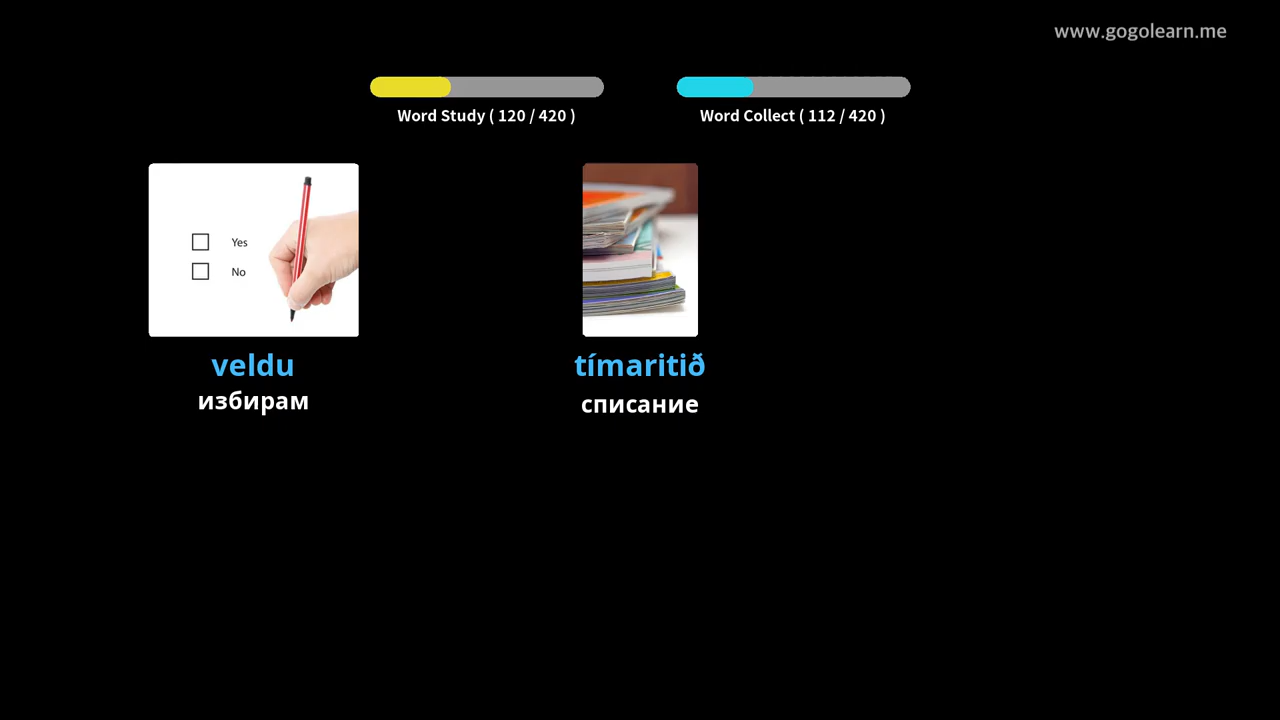 www.gogolearn.me
Word Study ( 120 / 420 )
Word Collect ( 112 / 420 )
Yes
No
veldu
избирам
tímaritið
списание